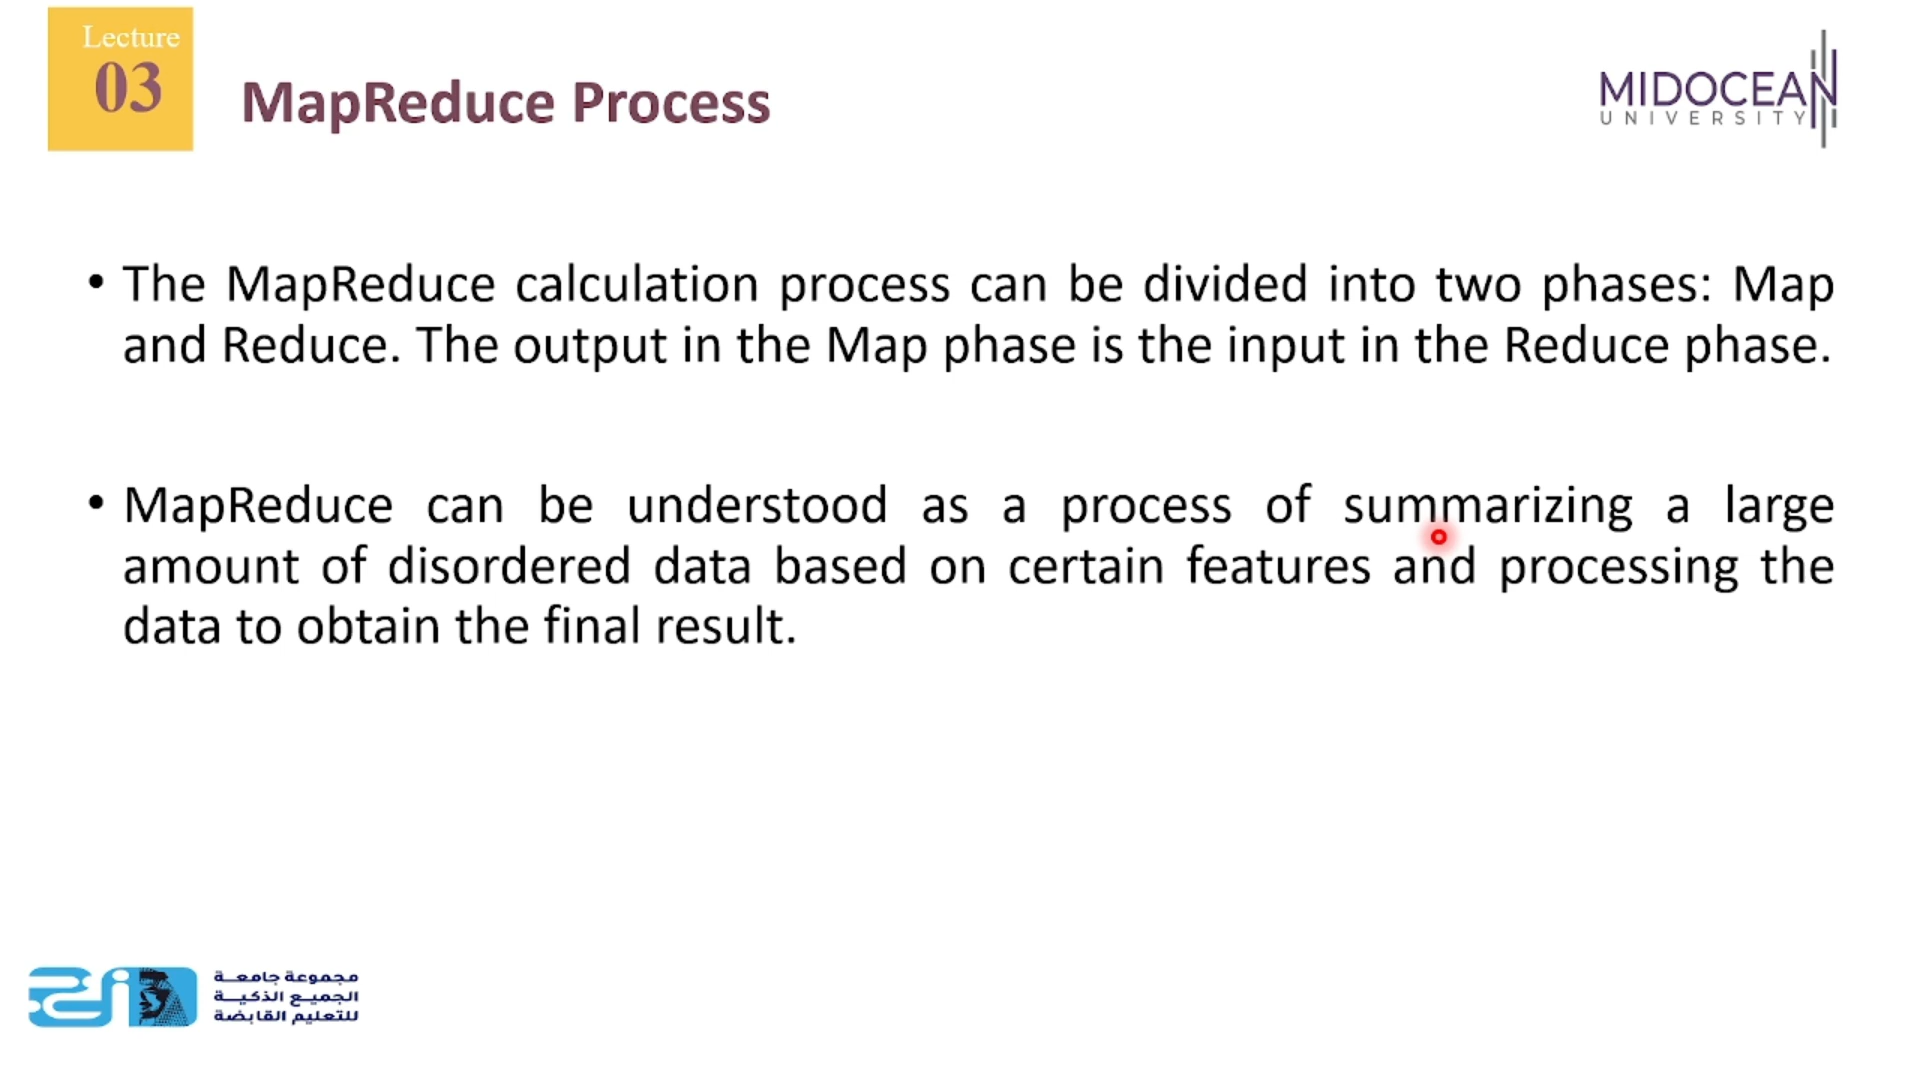 Lecture
03
MapReduce Process
MIDOCEAN
UNIVERSITY
• The MapReduce calculation process can be divided into two phases: Map
and Reduce. The output in the Map phase is the input in the Reduce phase.
• MapReduce can be understood as a process of summarizing a large
amount of disordered data based on certain features and processing the
data to obtain the final result.
مجموعة جامعة
الجميع الذكية
للتعليم القابضة